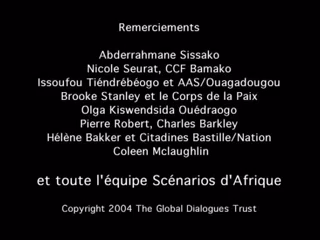 Remerciements
Abderrahmane Sissako
Nicole Seurat, CCF Bamako
Issoufou Tiéndrébéogo et AAS/Ouagadougou
Brooke Stanley et le Corps de la Paix
Olga Kiswendsida Ouédraogo
Pierre Robert, Charles Barkley
Hélène Bakker et Citadines Bastille/Nation
Coleen Mclaughlin
et toute l'équipe Scénarios d'Afrique
Copyright 2004 The Global Dialogues Trust